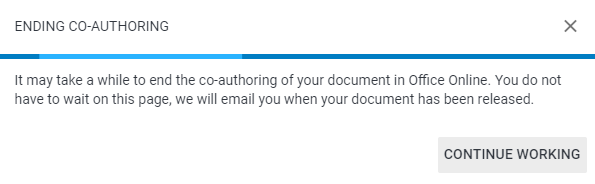 ENDING CO-AUTHORING
It may take a while to end the co-authoring of your document in Office Online. You do not
have to wait on this page, we will email you when your document has been released.
CONTINUE WORKING